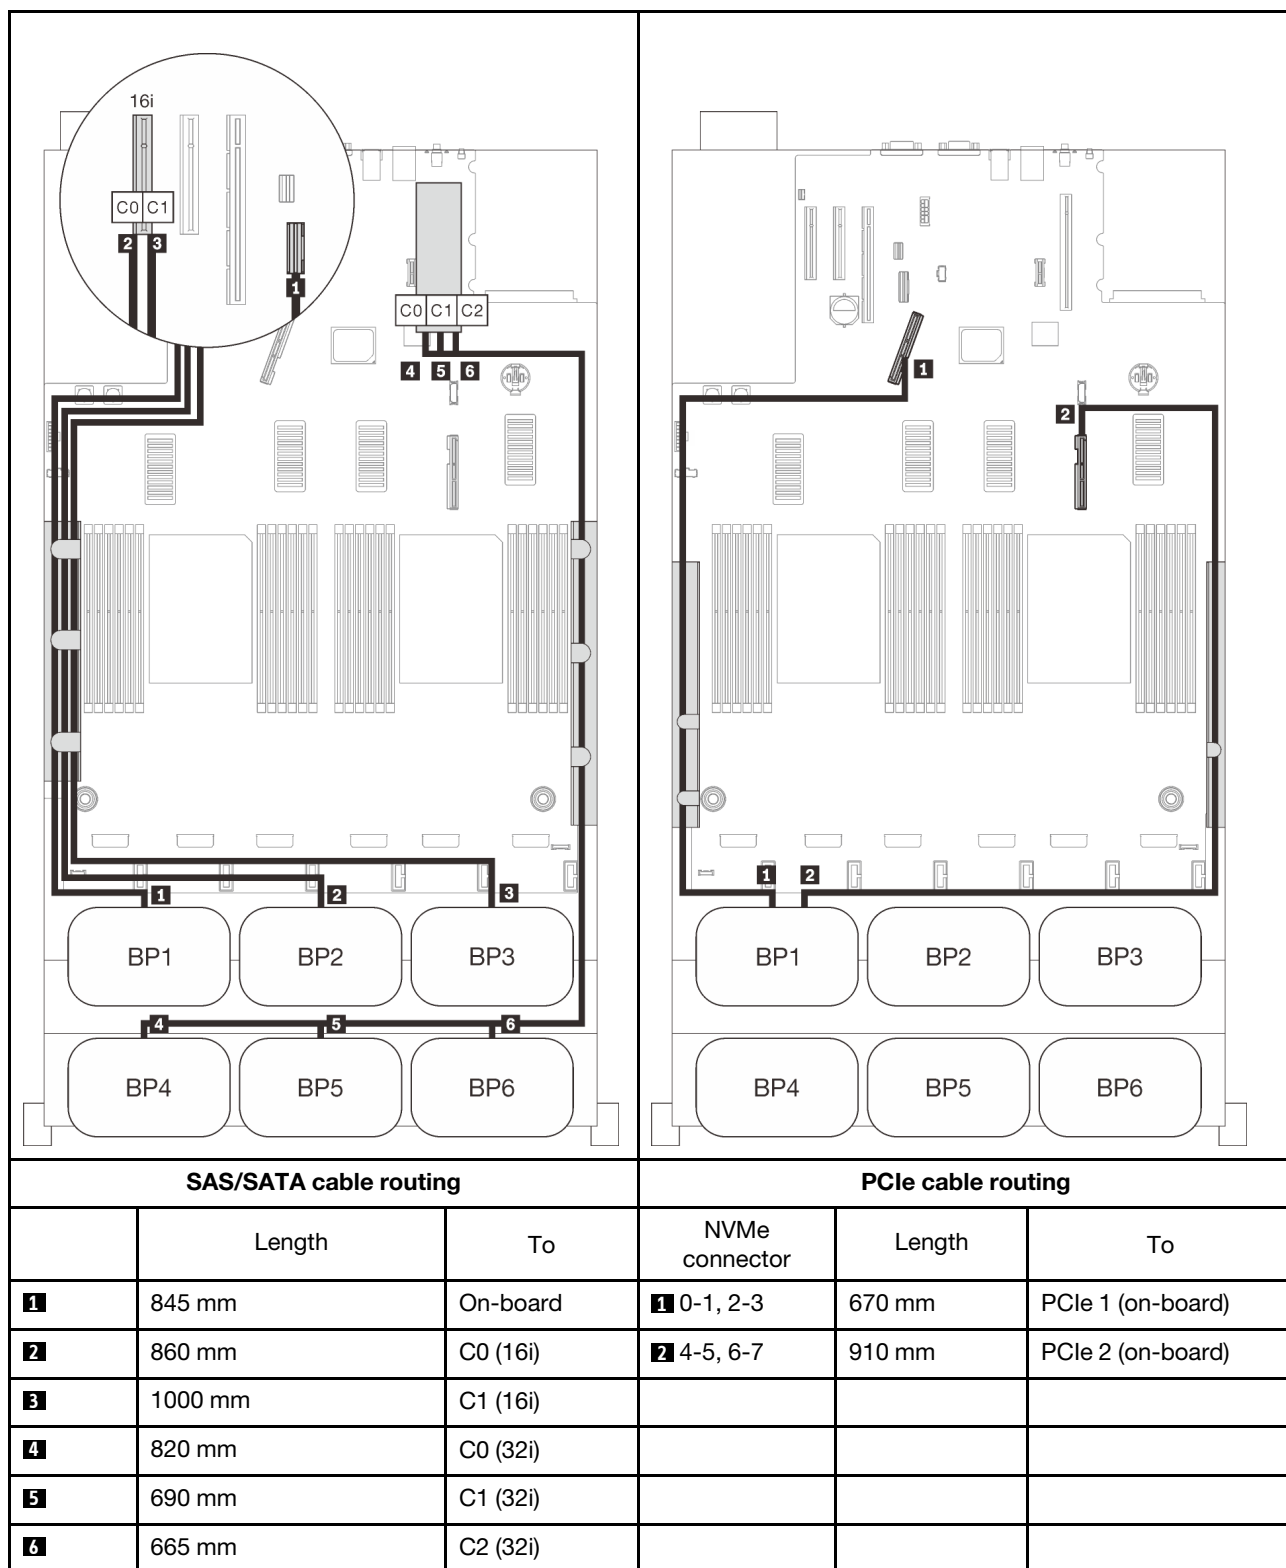 16i
C0 C1
2 3
1
C0 C1 C2
4 5 6
1 2 3
BP1 BP2 BP3
4 5 6
BP4 BP5 BP6
1
2
1 2
BP1 BP2 BP3
BP4 BP5 BP6
SAS/SATA cable routing PCIe cable routing
Length To NVMe connector Length To
1 845 mm On-board 1 0-1, 2-3 670 mm PCIe 1 (on-board)
2 860 mm C0 (16i) 2 4-5, 6-7 910 mm PCIe 2 (on-board)
3 1000 mm C1 (16i)
4 820 mm C0 (32i)
5 690 mm C1 (32i)
6 665 mm C2 (32i)